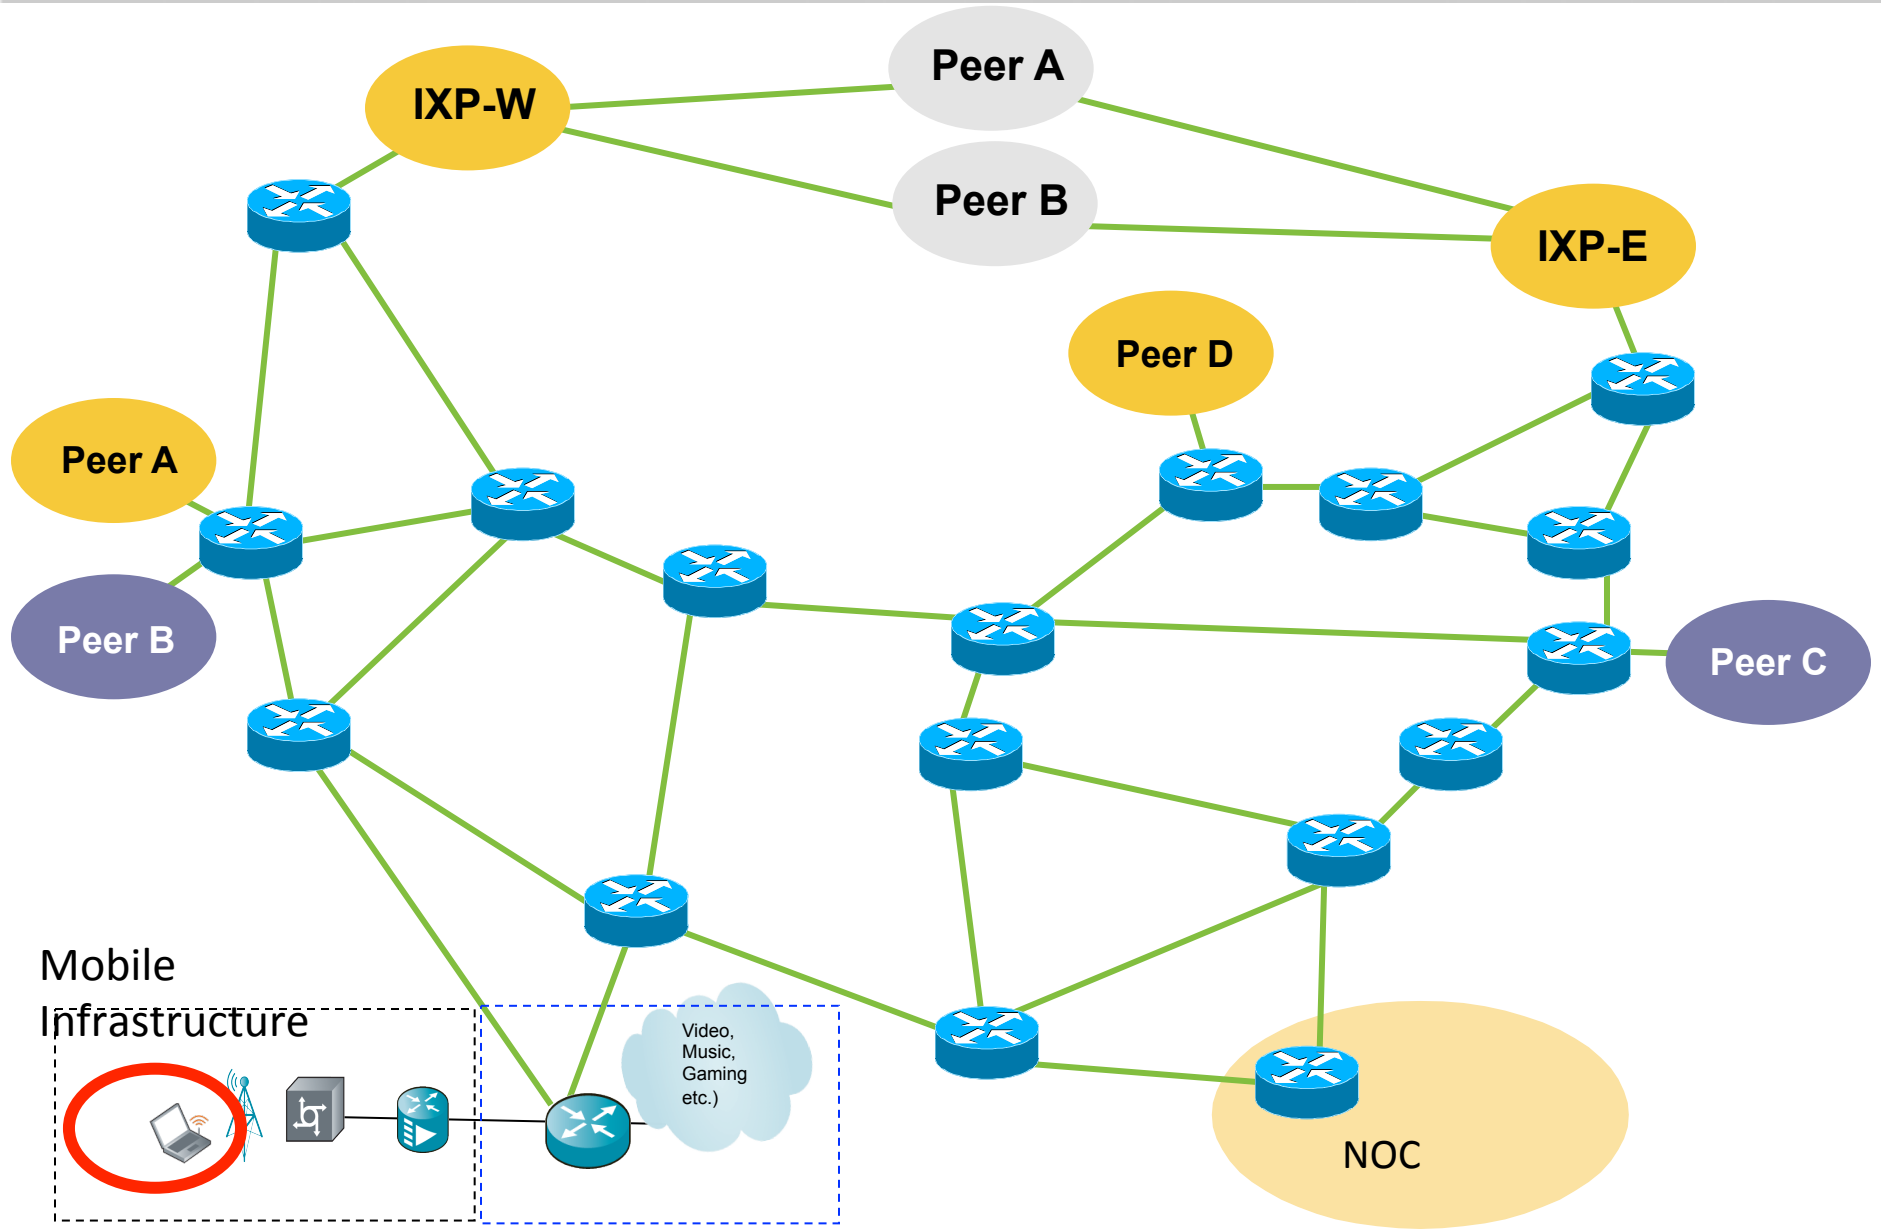 Peer A
IXP-W
Peer B
IXP-E
Peer D
Peer A
Peer B
Peer C
Mobile
Infrastructure
Video,
Music,
Gaming
etc.)
NOC